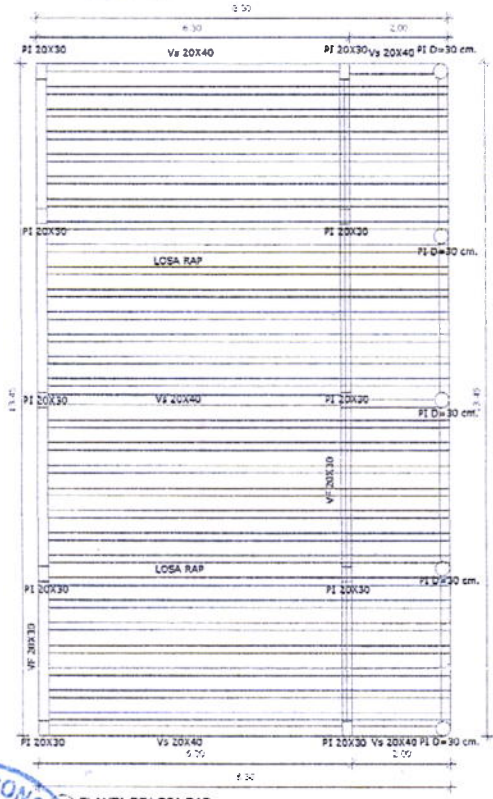 8.30
6.30 2.00
PI 20X30 Vs 20X40 PI 20X30 Vs 20X40 PI D=30 cm.
PI 20X30 PI 20X30 PI D=30 cm.
LOSA RAP
PI 20X30 Vs 20X40 PI 20X30 PI D=30 cm.
VF 20X30
LOSA RAP
PI 20X30 PI 20X30 PI D=30 cm.
VF 20X30
PI 20X30 Vs 20X40 PI 20X30 Vs 20X40 PI D=30 cm.
2.00